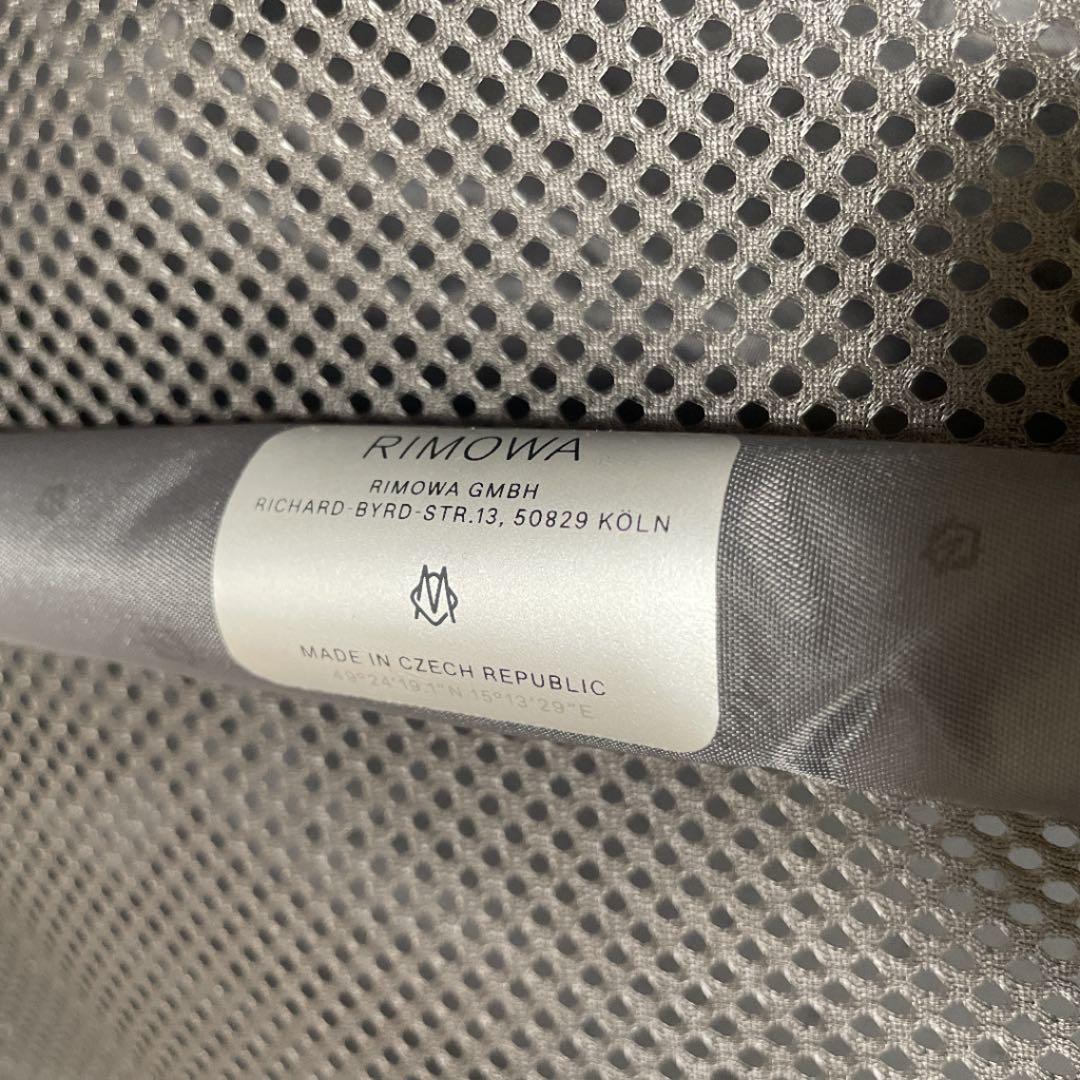 RIMOWA
RIMOWA GMBH
RICHARD-BYRD-STR.13, 50829 KÖLN
MADE IN CZECH REPUBLIC
49°24'19.1"N 15°13'29"E